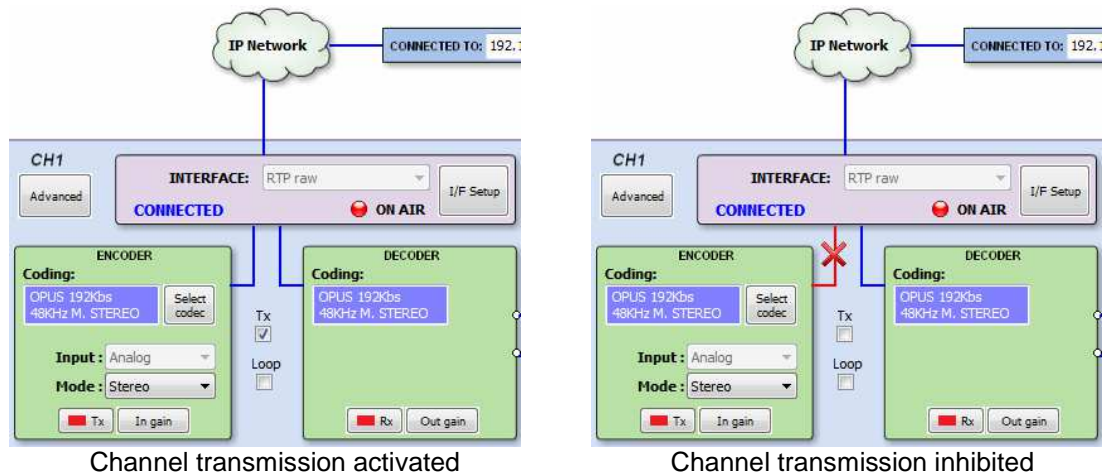 IP Network
CONNECTED TO: 192.1
CH1
Advanced
INTERFACE: RTP raw
I/F Setup
CONNECTED
ON AIR
ENCODER
Coding:
OPUS 192Kbs
48KHz M. STEREO
Select
codec
Input : Analog
Mode : Stereo
Tx
In gain
Tx
Loop
DECODER
Coding:
OPUS 192Kbs
48KHz M. STEREO
Rx
Out gain
Channel transmission activated
IP Network
CONNECTED TO: 192.1
CH1
Advanced
INTERFACE: RTP raw
I/F Setup
CONNECTED
ON AIR
ENCODER
Coding:
OPUS 192Kbs
48KHz M. STEREO
Select
codec
Input : Analog
Mode : Stereo
Tx
In gain
Tx
Loop
DECODER
Coding:
OPUS 192Kbs
48KHz M. STEREO
Rx
Out gain
Channel transmission inhibited